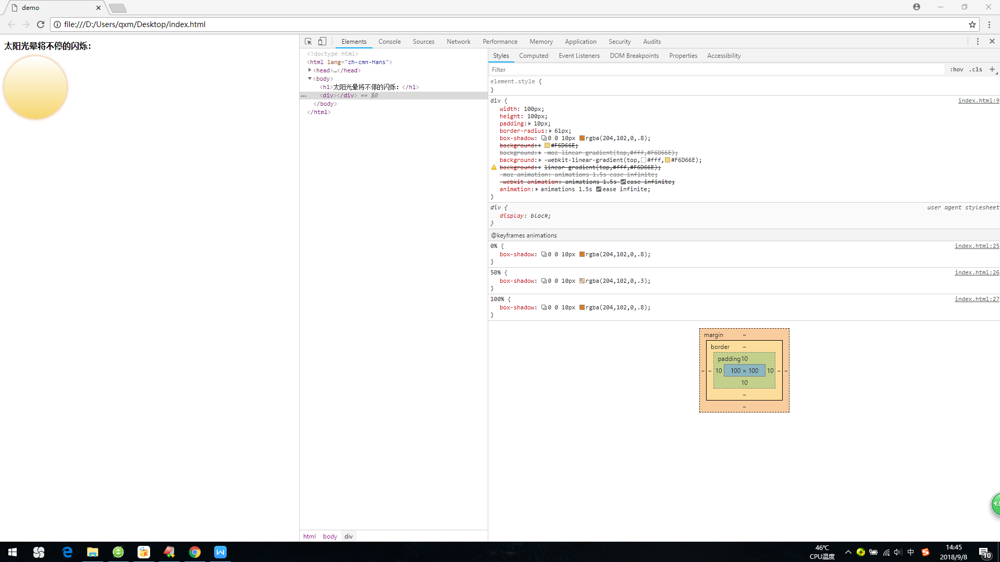 demo
file:///D:/Users/qxm/Desktop/index.html
太阳光晕将不停的闪烁：
Elements Console Sources Network Performance Memory Application Security Audits
<!doctype html>
<html lang="zh-cmn-Hans">
<head>…</head>
<body>
<h1>太阳光晕将不停的闪烁：</h1>
<div></div> == $0
</body>
</html>
html body div
Styles Computed Event Listeners DOM Breakpoints Properties Accessibility
Filter :hov .cls +
element.style {
}
div { index.html:9
width: 100px;
height: 100px;
padding: 10px;
border-radius: 61px;
box-shadow: 0 0 10px rgba(204,102,0,.8);
background: #F6D66E;
background: -moz-linear-gradient(top,#fff,#F6D66E);
background: -webkit-linear-gradient(top,#fff,#F6D66E);
background: linear-gradient(top,#fff,#F6D66E);
-moz-animation: animations 1.5s ease infinite;
-webkit-animation: animations 1.5s ease infinite;
animation: animations 1.5s ease infinite;
}
div { user agent stylesheet
display: block;
}
@keyframes animations
0% { index.html:25
box-shadow: 0 0 10px rgba(204,102,0,.8);
}
50% { index.html:26
box-shadow: 0 0 10px rgba(204,102,0,.3);
}
100% { index.html:27
box-shadow: 0 0 10px rgba(204,102,0,.8);
}
margin –
border –
padding 10
– – 10 100 × 100 10 – –
10
–
–
43
46℃
CPU温度
中
14:45
2018/9/8
10